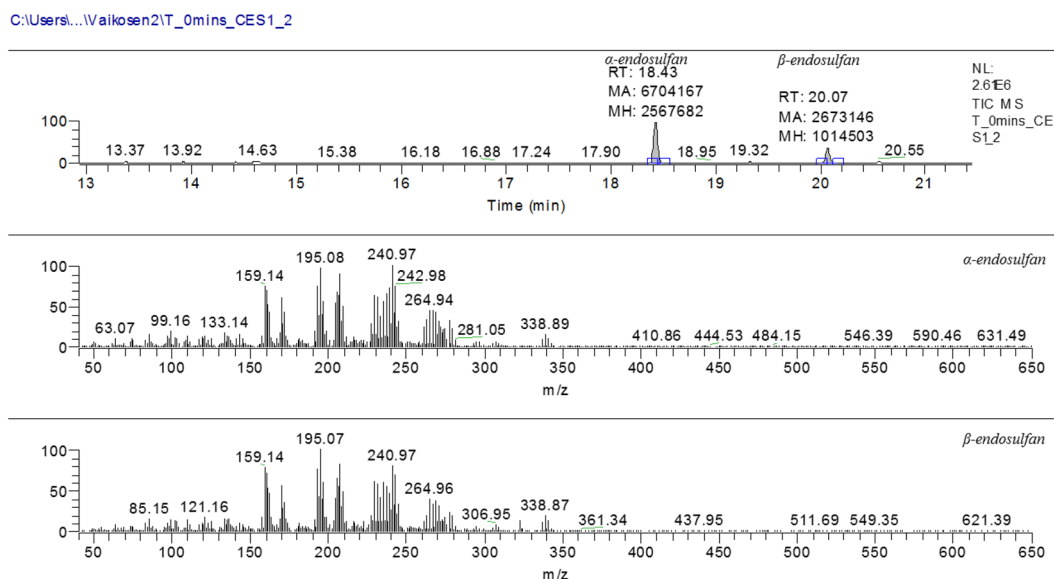 C:\Users\...\Vaikosen2\T_0mins_CES1_2
α-endosulfan
RT: 18.43
MA: 6704167
MH: 2567682
β-endosulfan
RT: 20.07
MA: 2673146
MH: 1014503
NL:
2.61E6
TIC MS
T_0mins_CE
S1_2
100
0
13.37 13.92 14.63 15.38 16.18 16.88 17.24 17.90 18.95 19.32 20.55
13 14 15 16 17 18 19 20 21
Time (min)
α-endosulfan
100
50
0
63.07 99.16 133.14 159.14 195.08 240.97 242.98 264.94 281.05 338.89 410.86 444.53 484.15 546.39 590.46 631.49
50 100 150 200 250 300 350 400 450 500 550 600 650
m/z
β-endosulfan
100
50
0
85.15 121.16 159.14 195.07 240.97 264.96 306.95 338.87 361.34 437.95 511.69 549.35 621.39
50 100 150 200 250 300 350 400 450 500 550 600 650
m/z